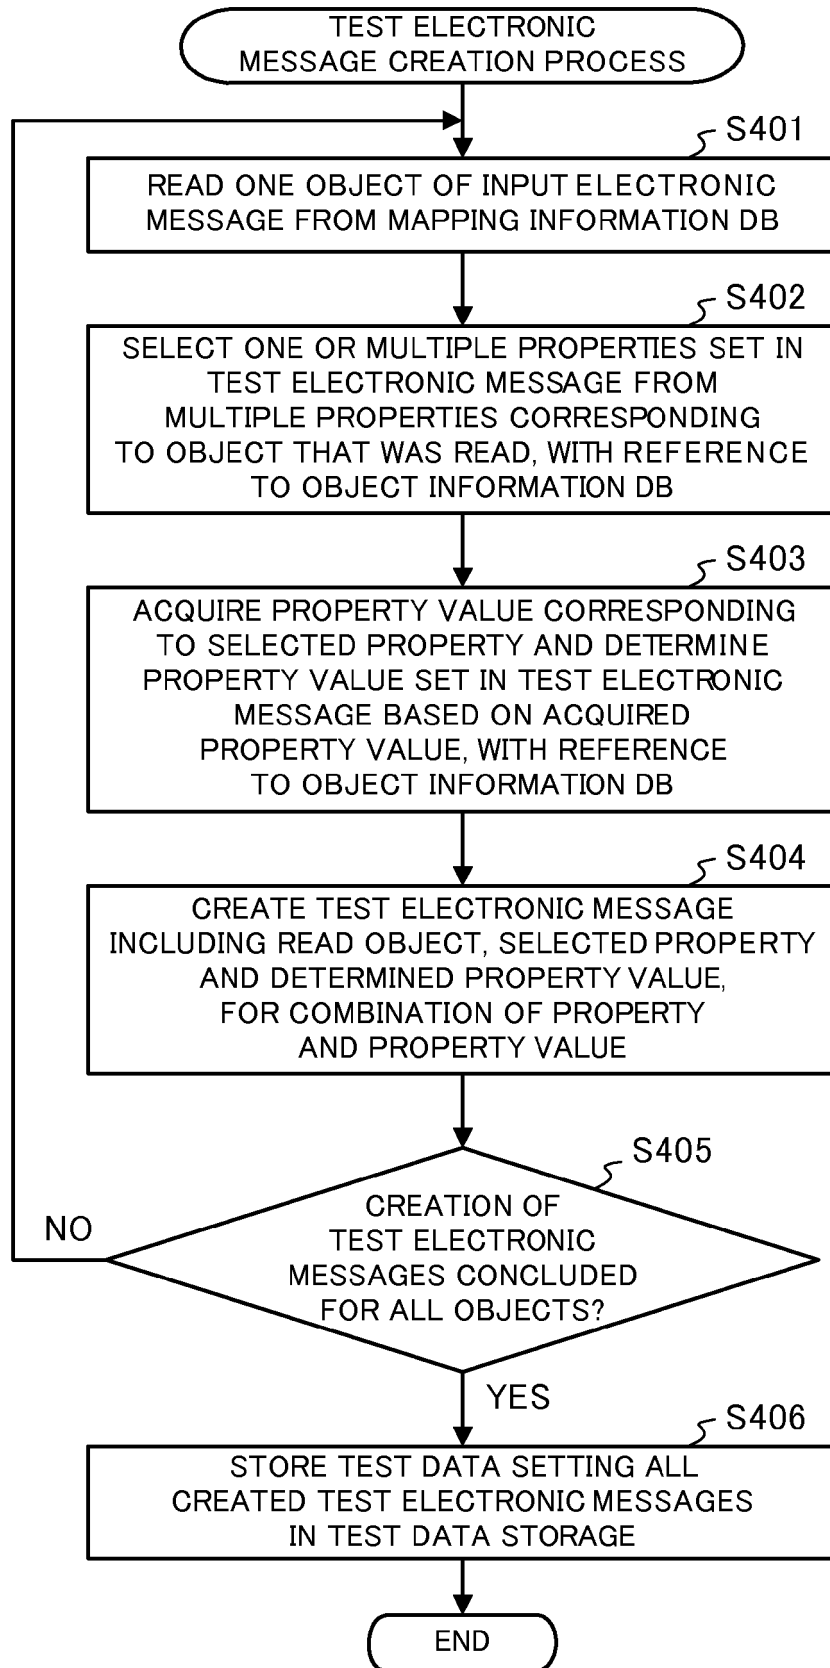 TEST ELECTRONIC
MESSAGE CREATION PROCESS
S401
READ ONE OBJECT OF INPUT ELECTRONIC
MESSAGE FROM MAPPING INFORMATION DB
S402
SELECT ONE OR MULTIPLE PROPERTIES SET IN
TEST ELECTRONIC MESSAGE FROM
MULTIPLE PROPERTIES CORRESPONDING
TO OBJECT THAT WAS READ, WITH REFERENCE
TO OBJECT INFORMATION DB
S403
ACQUIRE PROPERTY VALUE CORRESPONDING
TO SELECTED PROPERTY AND DETERMINE
PROPERTY VALUE SET IN TEST ELECTRONIC
MESSAGE BASED ON ACQUIRED
PROPERTY VALUE, WITH REFERENCE
TO OBJECT INFORMATION DB
S404
CREATE TEST ELECTRONIC MESSAGE
INCLUDING READ OBJECT, SELECTED PROPERTY
AND DETERMINED PROPERTY VALUE,
FOR COMBINATION OF PROPERTY
AND PROPERTY VALUE
S405
CREATION OF
TEST ELECTRONIC
MESSAGES CONCLUDED
FOR ALL OBJECTS?
NO
YES
S406
STORE TEST DATA SETTING ALL
CREATED TEST ELECTRONIC MESSAGES
IN TEST DATA STORAGE
END